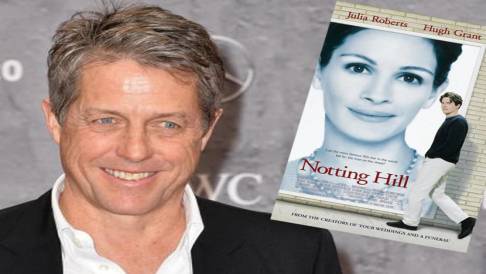 WC
Julia Roberts Hugh Grant
Notting Hill
FROM THE CREATORS OF 'FOUR WEDDINGS AND A FUNERAL'